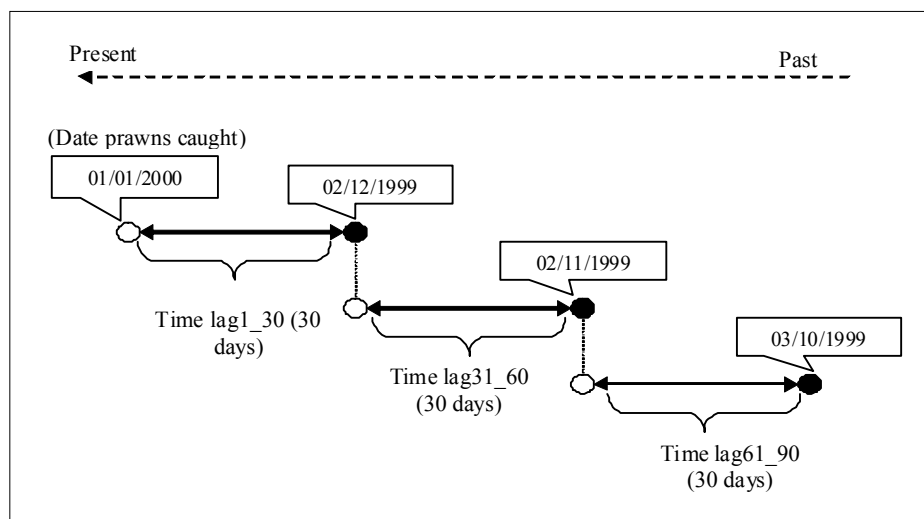 Present
Past
(Date prawns caught)
01/01/2000
02/12/1999
02/11/1999
03/10/1999
Time lag1_30 (30
days)
Time lag31_60
(30 days)
Time lag61_90
(30 days)